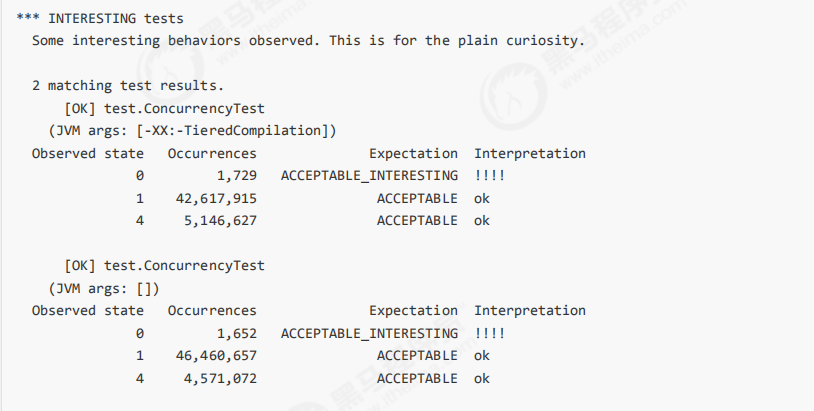 *** INTERESTING tests
Some interesting behaviors observed. This is for the plain curiosity.
2 matching test results.
[OK] test.ConcurrencyTest
(JVM args: [-XX:-TieredCompilation])
Observed state Occurrences Expectation Interpretation
0 1,729 ACCEPTABLE_INTERESTING !!!!
1 42,617,915 ACCEPTABLE ok
4 5,146,627 ACCEPTABLE ok
[OK] test.ConcurrencyTest
(JVM args: [])
Observed state Occurrences Expectation Interpretation
0 1,652 ACCEPTABLE_INTERESTING !!!!
1 46,460,657 ACCEPTABLE ok
4 4,571,072 ACCEPTABLE ok